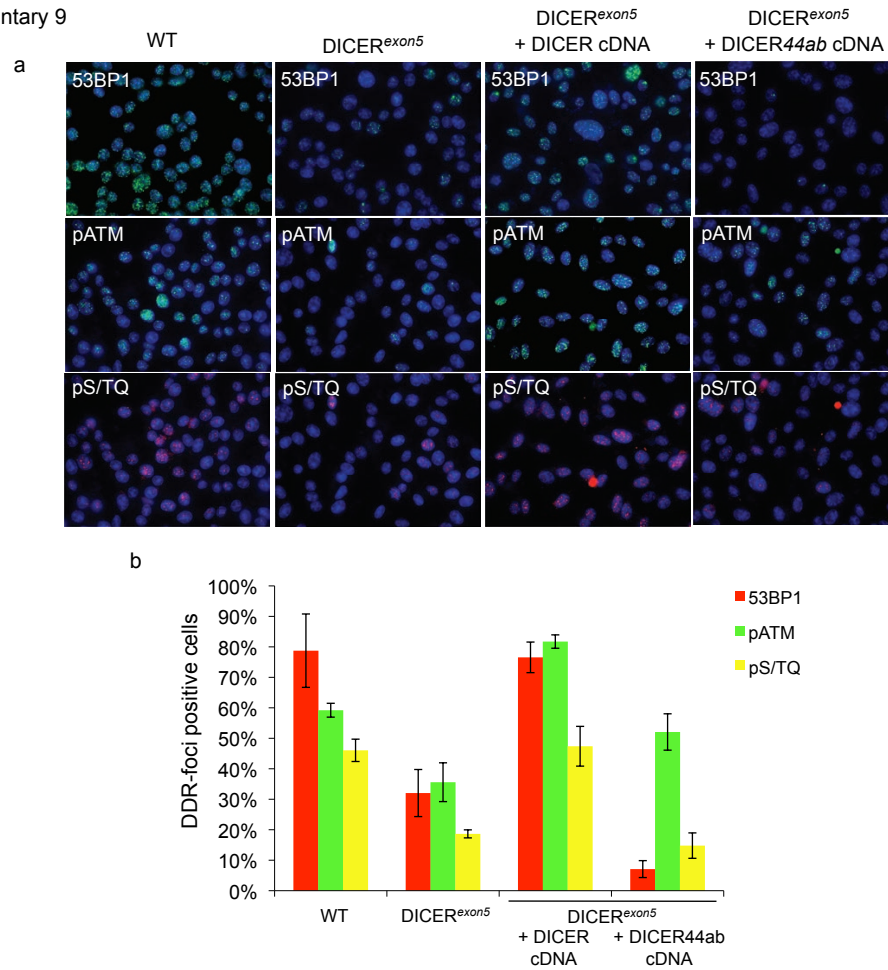 ntary 9
WT
DICERexon5
DICERexon5
+ DICER cDNA
DICERexon5
+ DICER44ab cDNA
a
53BP1
53BP1
53BP1
53BP1
pATM
pATM
pATM
pATM
pS/TQ
pS/TQ
pS/TQ
pS/TQ
b
DDR-foci positive cells
100%
90%
80%
70%
60%
50%
40%
30%
20%
10%
0%
53BP1
pATM
pS/TQ
WT
DICERexon5
DICERexon5
+ DICER
cDNA
+ DICER44ab
cDNA